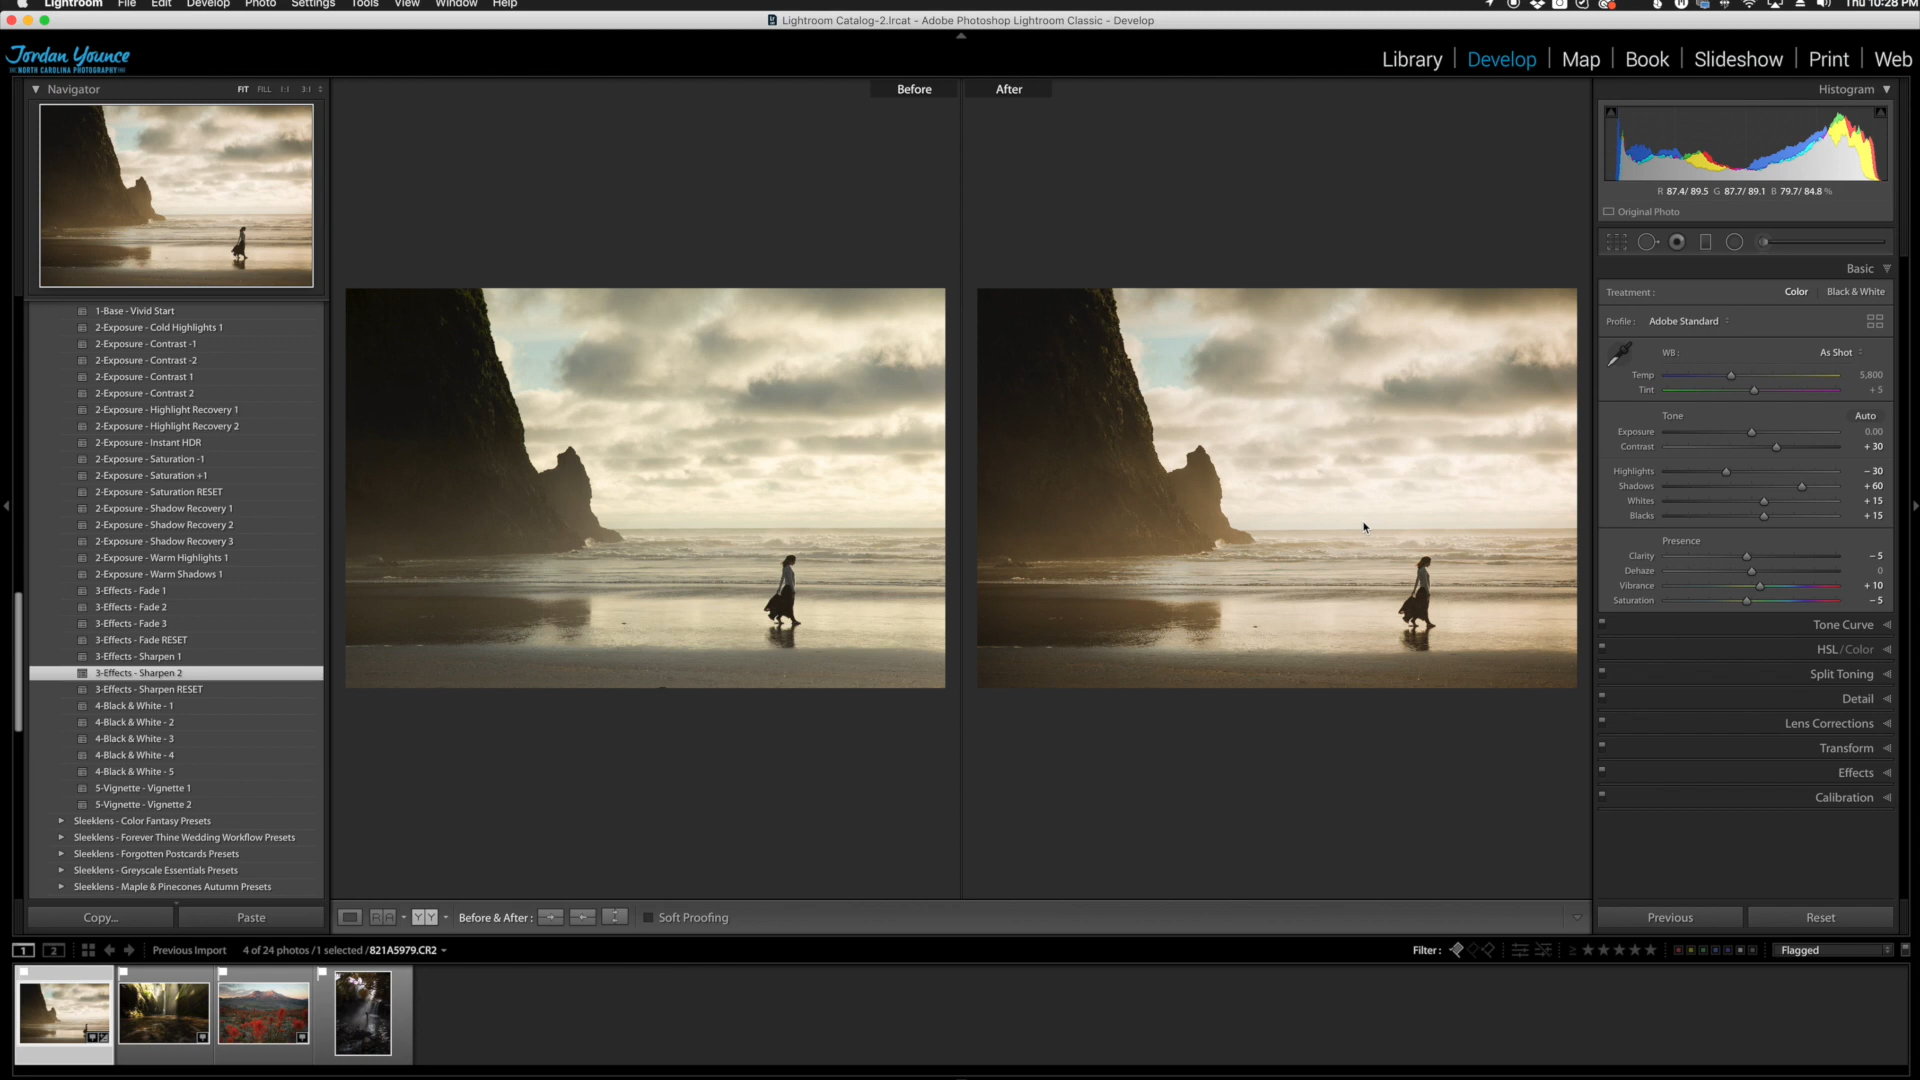 Lightroom File Edit Develop Photo Settings Tools View Window Help
Thu 10:28 PM
Lightroom Catalog-2.lrcat - Adobe Photoshop Lightroom Classic - Develop
Jordan Younce
NORTH CAROLINA PHOTOGRAPHY
Library | Develop | Map | Book | Slideshow | Print | Web
Navigator FIT FILL 1:1 3:1
Before
After
Histogram
R 87.4/ 89.5 G 87.7/ 89.1 B 79.7/ 84.8 %
Original Photo
Basic
Treatment : Color Black & White
Profile : Adobe Standard
WB : As Shot
Temp 5,800
Tint + 5
Tone Auto
Exposure 0.00
Contrast + 30
Highlights − 30
Shadows + 60
Whites + 15
Blacks + 15
Presence
Clarity − 5
Dehaze 0
Vibrance + 10
Saturation − 5
Tone Curve
HSL / Color
Split Toning
Detail
Lens Corrections
Transform
Effects
Calibration
1-Base - Vivid Start
2-Exposure - Cold Highlights 1
2-Exposure - Contrast -1
2-Exposure - Contrast -2
2-Exposure - Contrast 1
2-Exposure - Contrast 2
2-Exposure - Highlight Recovery 1
2-Exposure - Highlight Recovery 2
2-Exposure - Instant HDR
2-Exposure - Saturation -1
2-Exposure - Saturation +1
2-Exposure - Saturation RESET
2-Exposure - Shadow Recovery 1
2-Exposure - Shadow Recovery 2
2-Exposure - Shadow Recovery 3
2-Exposure - Warm Highlights 1
2-Exposure - Warm Shadows 1
3-Effects - Fade 1
3-Effects - Fade 2
3-Effects - Fade 3
3-Effects - Fade RESET
3-Effects - Sharpen 1
3-Effects - Sharpen 2
3-Effects - Sharpen RESET
4-Black & White - 1
4-Black & White - 2
4-Black & White - 3
4-Black & White - 4
4-Black & White - 5
5-Vignette - Vignette 1
5-Vignette - Vignette 2
Sleeklens - Color Fantasy Presets
Sleeklens - Forever Thine Wedding Workflow Presets
Sleeklens - Forgotten Postcards Presets
Sleeklens - Greyscale Essentials Presets
Sleeklens - Maple & Pinecones Autumn Presets
Copy... Paste
R A Y Y Before & After : Soft Proofing
Previous Reset
1 2 Previous Import 4 of 24 photos /1 selected /821A5979.CR2
Filter : ≥ Flagged